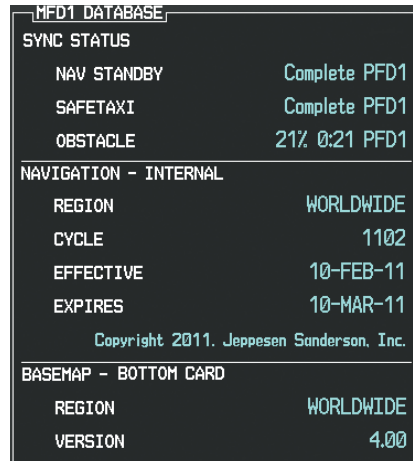 MFD1 DATABASE
SYNC STATUS
NAV STANDBY Complete PFD1
SAFETAXI Complete PFD1
OBSTACLE 21% 0:21 PFD1
NAVIGATION - INTERNAL
REGION WORLDWIDE
CYCLE 1102
EFFECTIVE 10-FEB-11
EXPIRES 10-MAR-11
Copyright 2011. Jeppesen Sanderson, Inc.
BASEMAP - BOTTOM CARD
REGION WORLDWIDE
VERSION 4.00